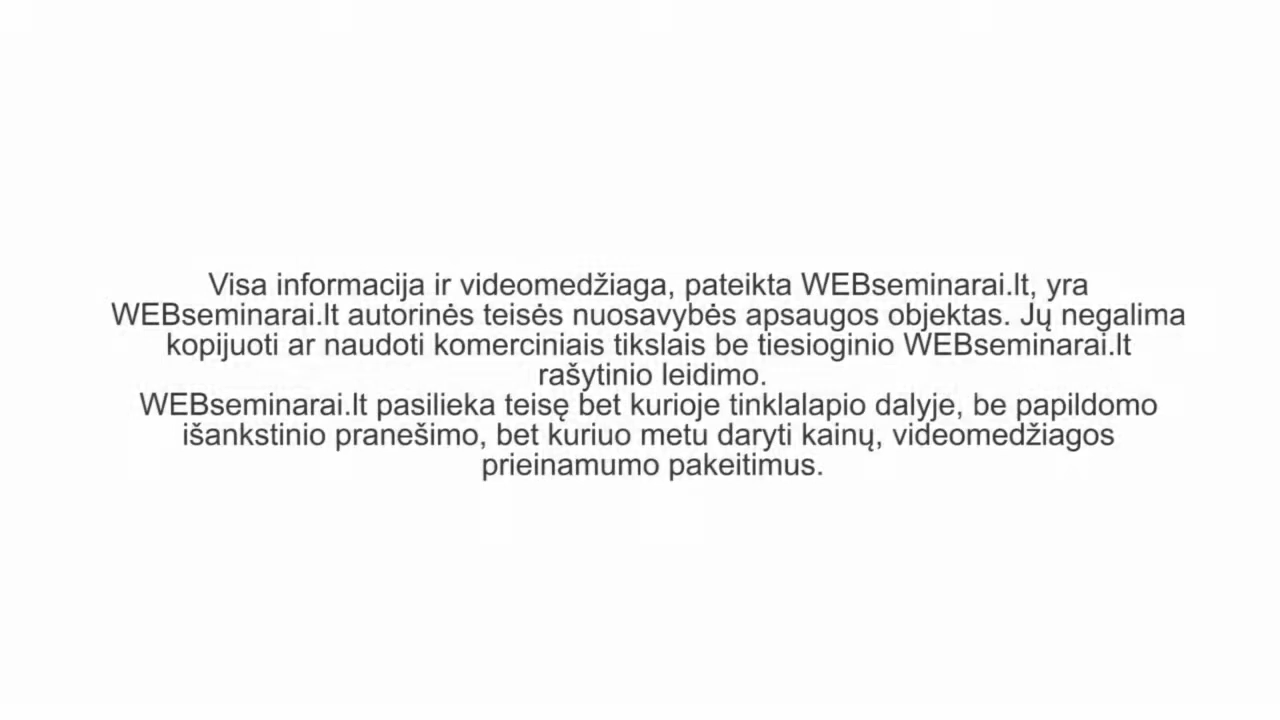 Visa informacija ir videomedžiaga, pateikta WEBseminarai.lt, yra
WEBseminarai.lt autorinės teisės nuosavybės apsaugos objektas. Jų negalima
kopijuoti ar naudoti komerciniais tikslais be tiesioginio WEBseminarai.lt
rašytinio leidimo.
WEBseminarai.lt pasilieka teisę bet kurioje tinklalapio dalyje, be papildomo
išankstinio pranešimo, bet kuriuo metu daryti kainų, videomedžiagos
prieinamumo pakeitimus.